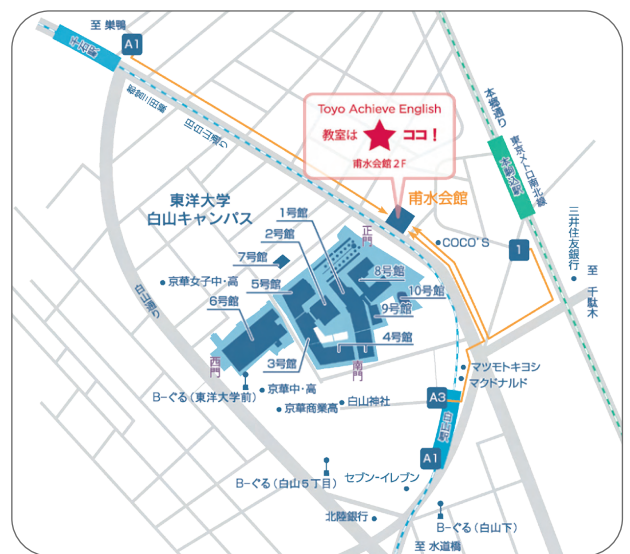 至 巣鴨
A1
千石駅
都営三田線
旧白山通り
Toyo Achieve English
教室は ★ ココ！
甫水会館２F
本郷通り
東京メトロ南北線
本駒込駅
三井住友銀行
至 千駄木
1
甫水会館
COCO'S
東洋大学
白山キャンパス
1号館
2号館
正門
7号館
8号館
京華女子中・高
5号館
10号館
6号館
9号館
白山通り
4号館
3号館
西門
南門
マツモトキヨシ
マクドナルド
B-ぐる（東洋大学前）
京華中・高
京華商業高
白山神社
A3
白山駅
A1
B-ぐる（白山５丁目）
セブン-イレブン
北陸銀行
B-ぐる（白山下）
至 水道橋